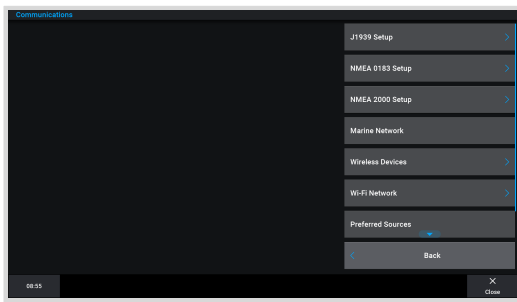 Communications
J1939 Setup
NMEA 0183 Setup
NMEA 2000 Setup
Marine Network
Wireless Devices
Wi-Fi Network
Preferred Sources
Back
08:55
Close